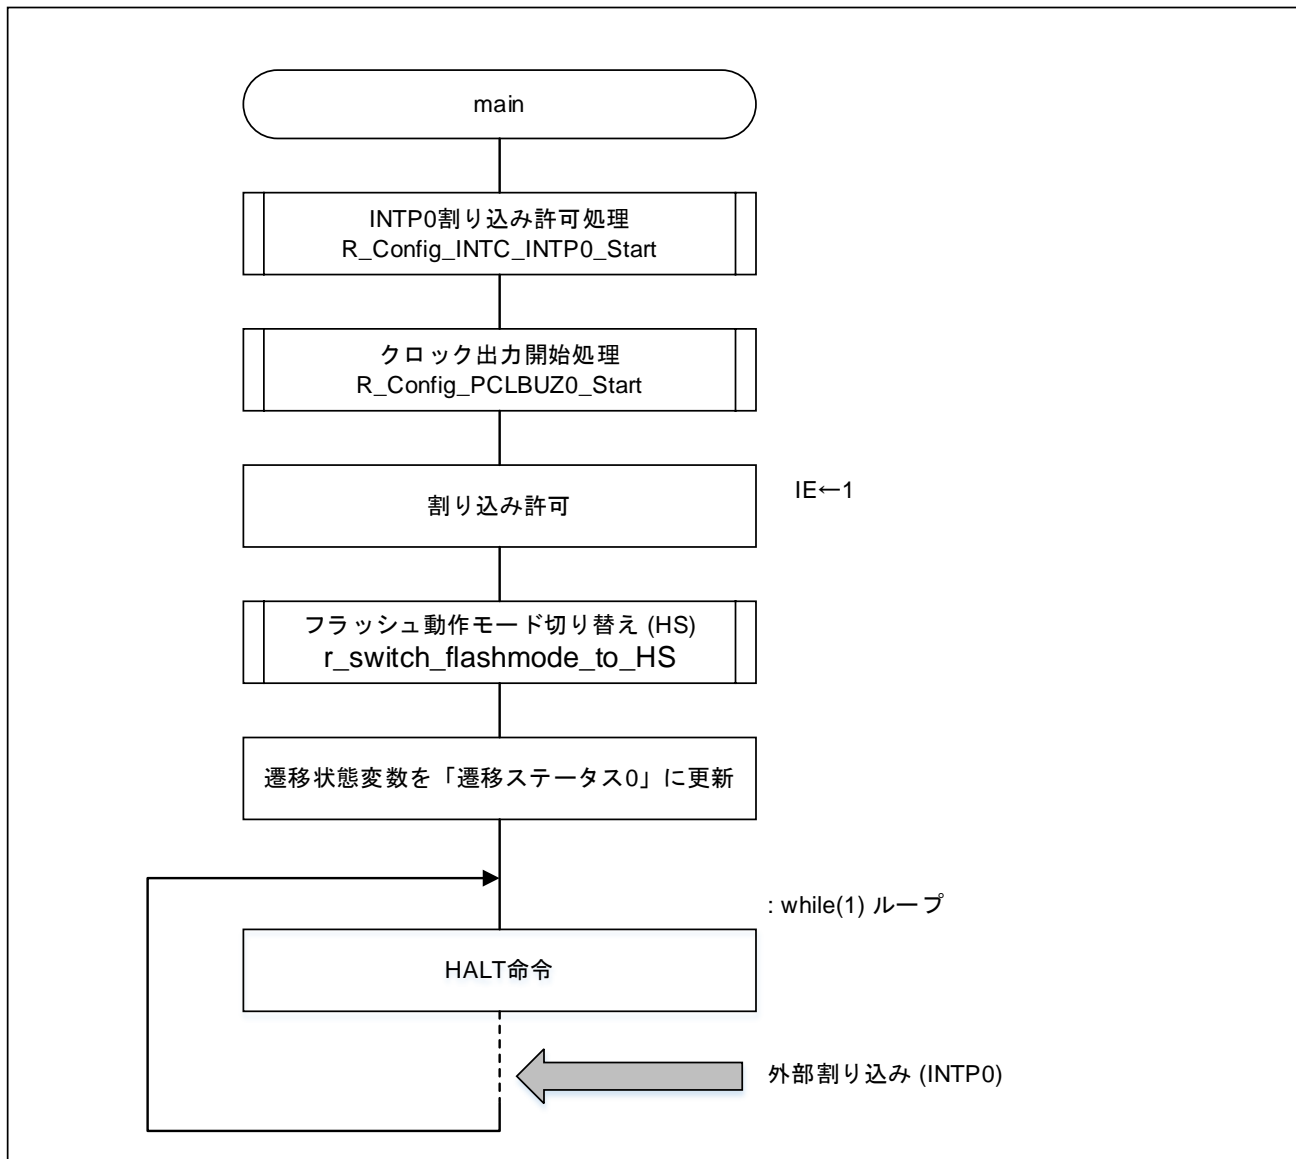 main
INTP0割り込み許可処理
R_Config_INTC_INTP0_Start
クロック出力開始処理
R_Config_PCLBUZ0_Start
割り込み許可
IE←1
フラッシュ動作モード切り替え (HS)
r_switch_flashmode_to_HS
遷移状態変数を「遷移ステータス0」に更新
: while(1) ループ
HALT命令
外部割り込み (INTP0)